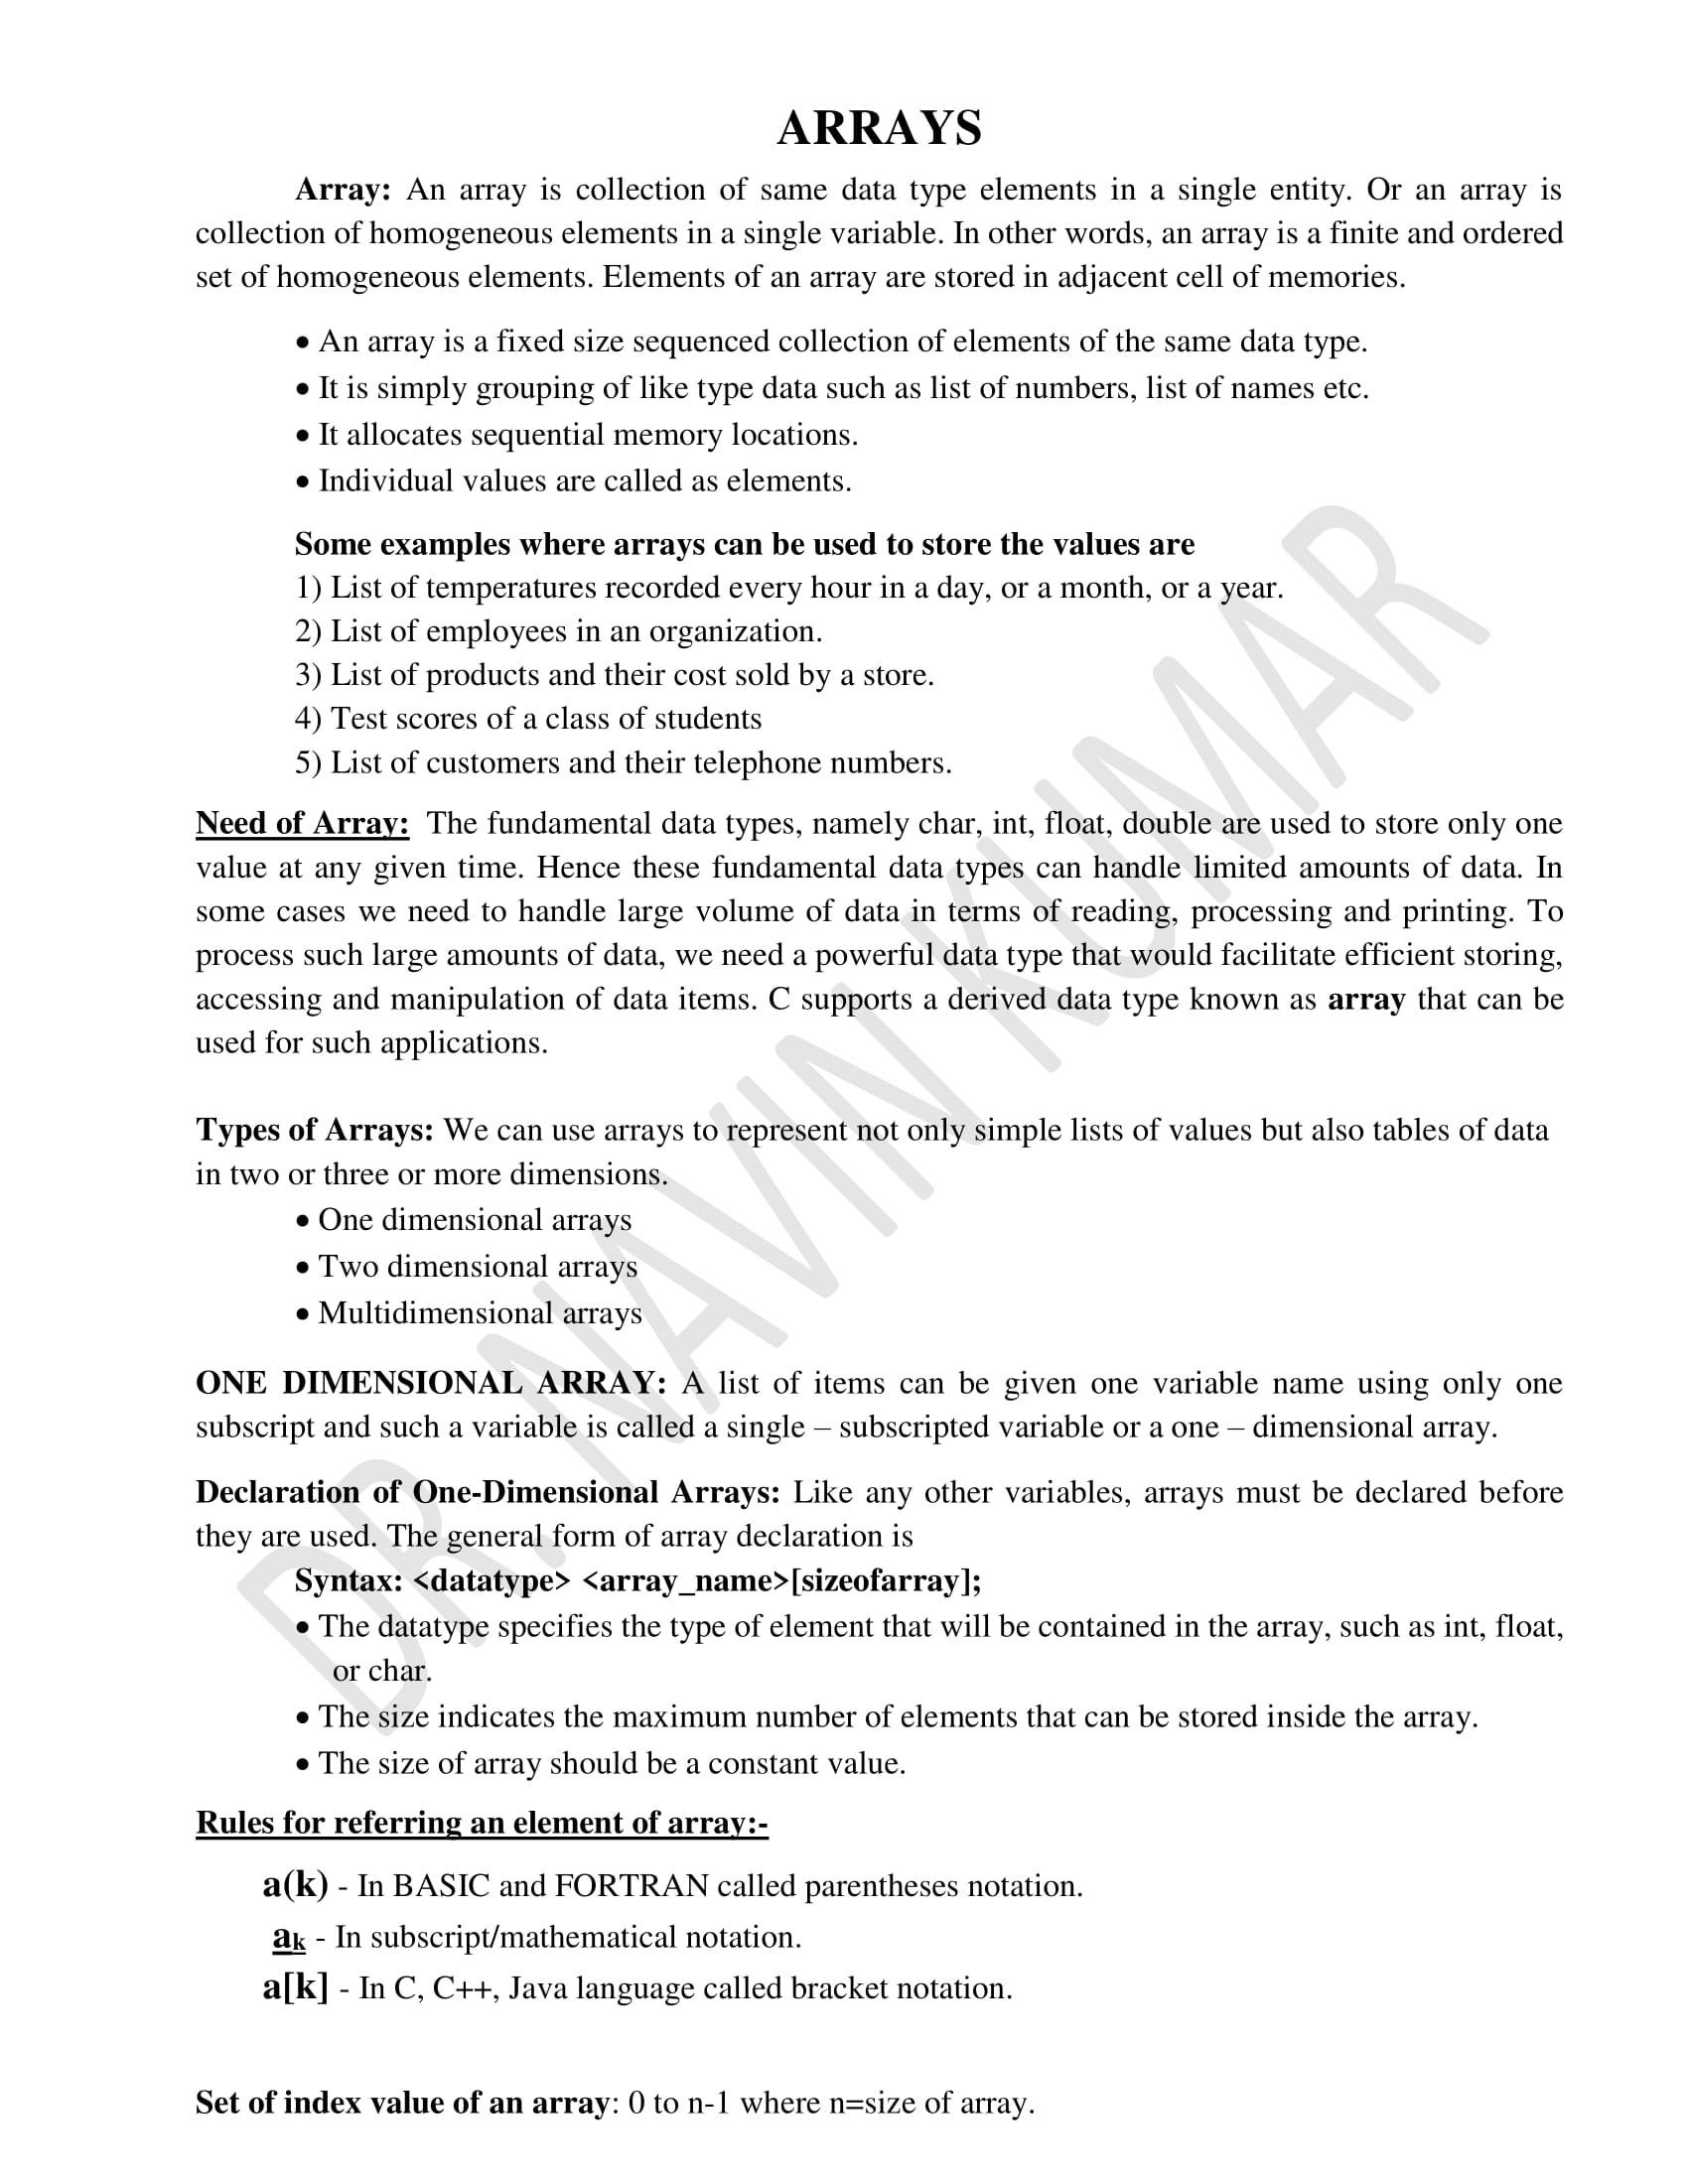 ARRAYS
Array: An array is collection of same data type elements in a single entity. Or an array is
collection of homogeneous elements in a single variable. In other words, an array is a finite and ordered
set of homogeneous elements. Elements of an array are stored in adjacent cell of memories.
• An array is a fixed size sequenced collection of elements of the same data type.
• It is simply grouping of like type data such as list of numbers, list of names etc.
• It allocates sequential memory locations.
• Individual values are called as elements.
Some examples where arrays can be used to store the values are
1) List of temperatures recorded every hour in a day, or a month, or a year.
2) List of employees in an organization.
3) List of products and their cost sold by a store.
4) Test scores of a class of students
5) List of customers and their telephone numbers.
Need of Array: The fundamental data types, namely char, int, float, double are used to store only one
value at any given time. Hence these fundamental data types can handle limited amounts of data. In
some cases we need to handle large volume of data in terms of reading, processing and printing. To
process such large amounts of data, we need a powerful data type that would facilitate efficient storing,
accessing and manipulation of data items. C supports a derived data type known as array that can be
used for such applications.
Types of Arrays: We can use arrays to represent not only simple lists of values but also tables of data
in two or three or more dimensions.
• One dimensional arrays
• Two dimensional arrays
• Multidimensional arrays
ONE DIMENSIONAL ARRAY: A list of items can be given one variable name using only one
subscript and such a variable is called a single – subscripted variable or a one – dimensional array.
Declaration of One-Dimensional Arrays: Like any other variables, arrays must be declared before
they are used. The general form of array declaration is
Syntax: <datatype> <array_name>[sizeofarray];
• The datatype specifies the type of element that will be contained in the array, such as int, float,
or char.
• The size indicates the maximum number of elements that can be stored inside the array.
• The size of array should be a constant value.
Rules for referring an element of array:-
a(k) - In BASIC and FORTRAN called parentheses notation.
aₖ - In subscript/mathematical notation.
a[k] - In C, C++, Java language called bracket notation.
Set of index value of an array: 0 to n-1 where n=size of array.
DR. NAVIN KUMAR